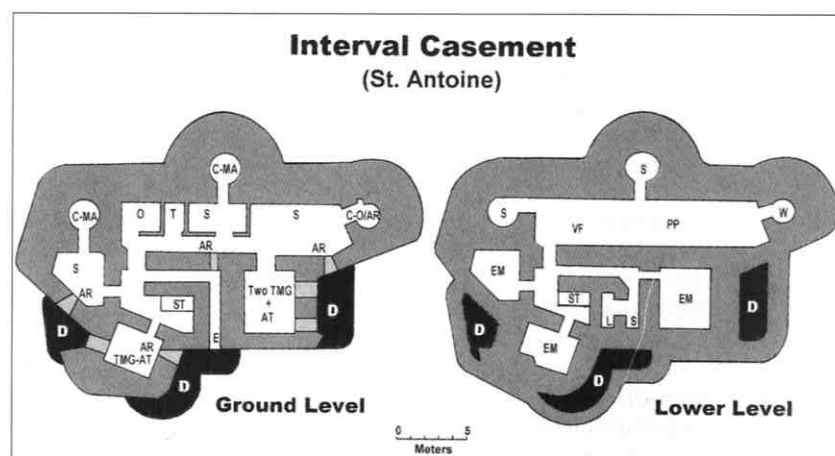 Interval Casement
(St. Antoine)
C-MA
C-MA
O T S S C-O/AR
AR AR
S
AR
ST
Two TMG
+
AT
D
D
E
AR
TMG-AT
D
Ground Level
S
S VF PP W
EM
EM
ST
L S
D
D
EM
D
Lower Level
0 5
Meters